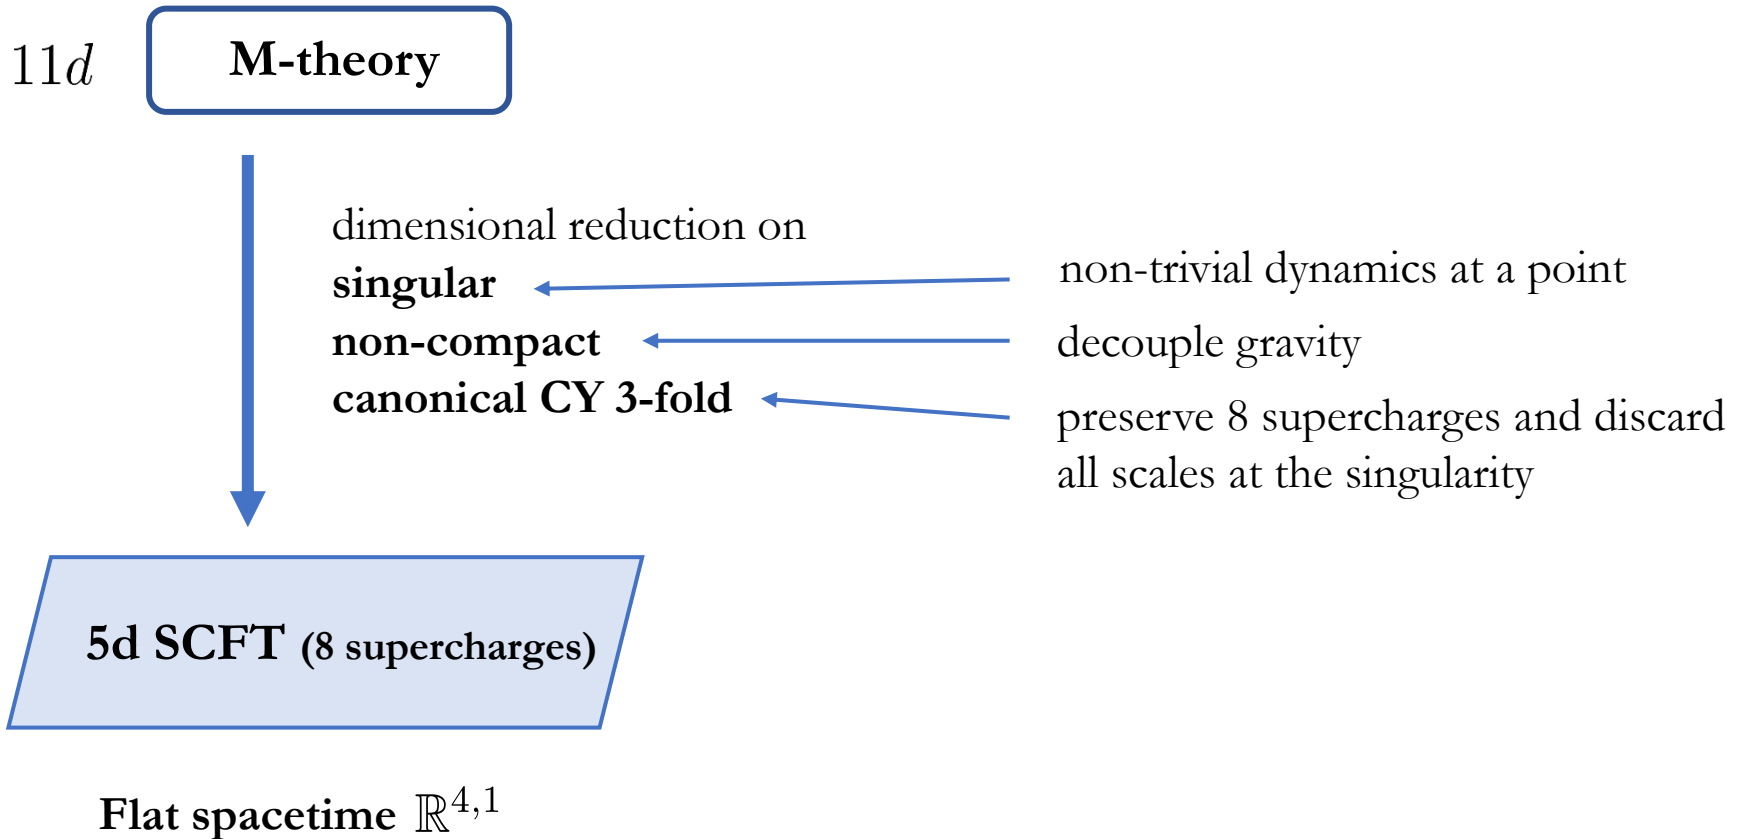 11d
M-theory
dimensional reduction on
singular
non-compact
canonical CY 3-fold
non-trivial dynamics at a point
decouple gravity
preserve 8 supercharges and discard
all scales at the singularity
5d SCFT (8 supercharges)
Flat spacetime ℝ⁴,¹